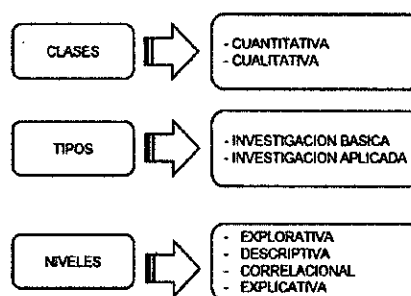 CLASES
- CUANTITATIVA
- CUALITATIVA
TIPOS
- INVESTIGACION BASICA
- INVESTIGACION APLICADA
NIVELES
- EXPLORATIVA
- DESCRIPTIVA
- CORRELACIONAL
- EXPLICATIVA